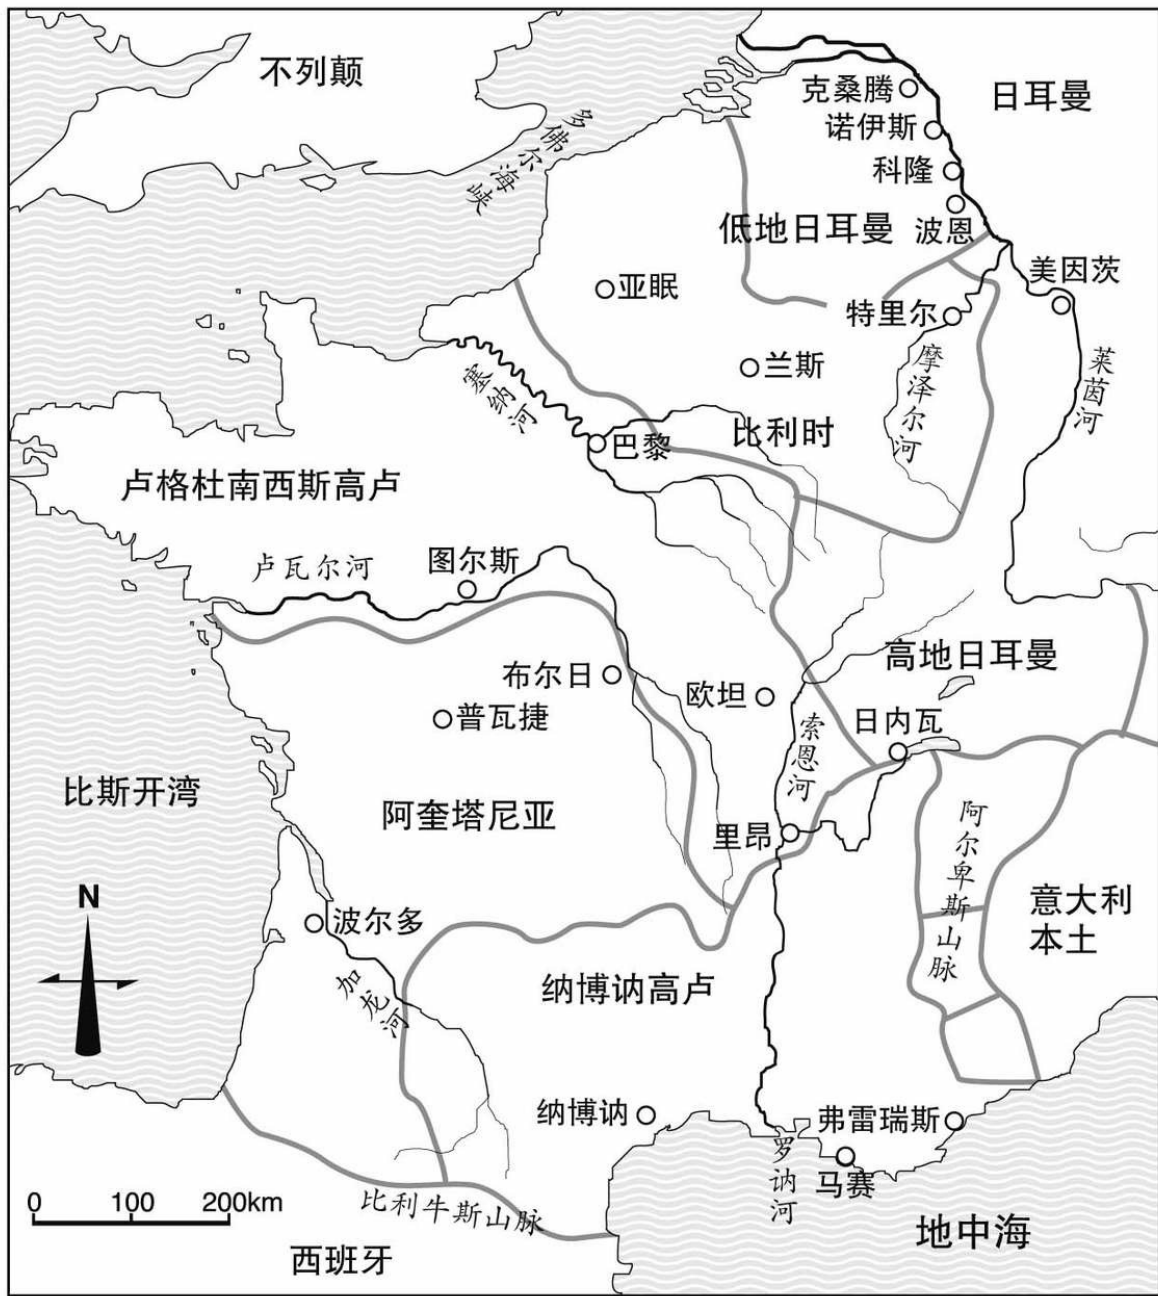 不列颠
多佛尔海峡
克桑腾
日耳曼
诺伊斯
科隆
低地日耳曼
波恩
美因茨
亚眠
特里尔
兰斯
摩泽尔河
莱茵河
塞纳河
比利时
巴黎
卢格杜南西斯高卢
卢瓦尔河
图尔斯
高地日耳曼
布尔日
欧坦
普瓦捷
索恩河
日内瓦
比斯开湾
阿奎塔尼亚
里昂
阿尔卑斯山脉
N
意大利
本土
波尔多
加龙河
纳博讷高卢
纳博讷
弗雷瑞斯
罗讷河
马赛
0 100 200km
比利牛斯山脉
西班牙
地中海